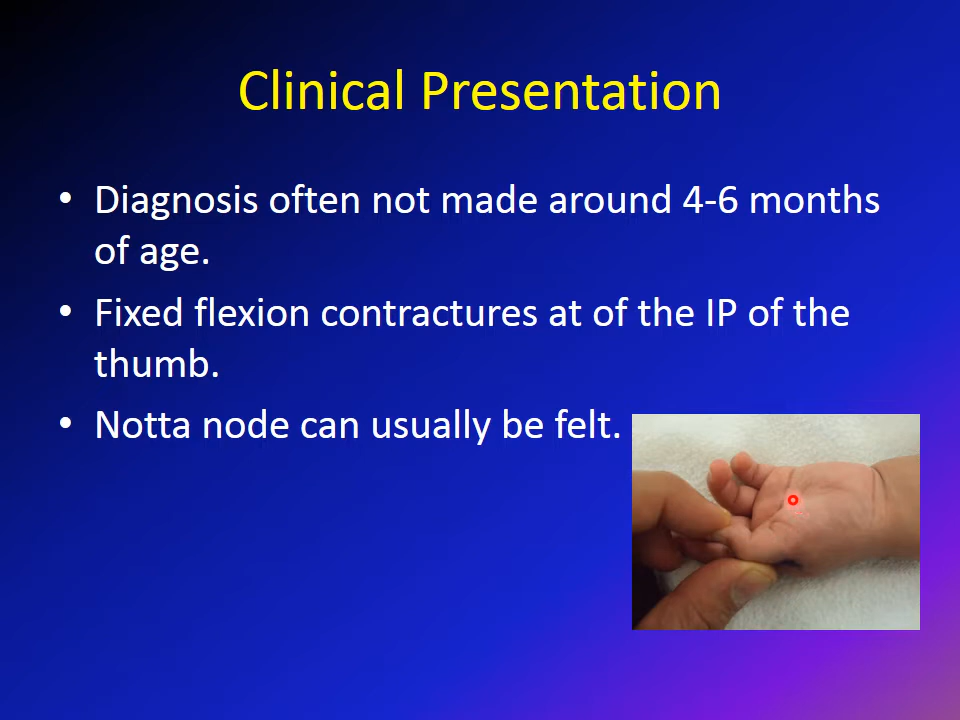 Clinical Presentation
• Diagnosis often not made around 4-6 months
of age.
• Fixed flexion contractures at of the IP of the
thumb.
• Notta node can usually be felt.